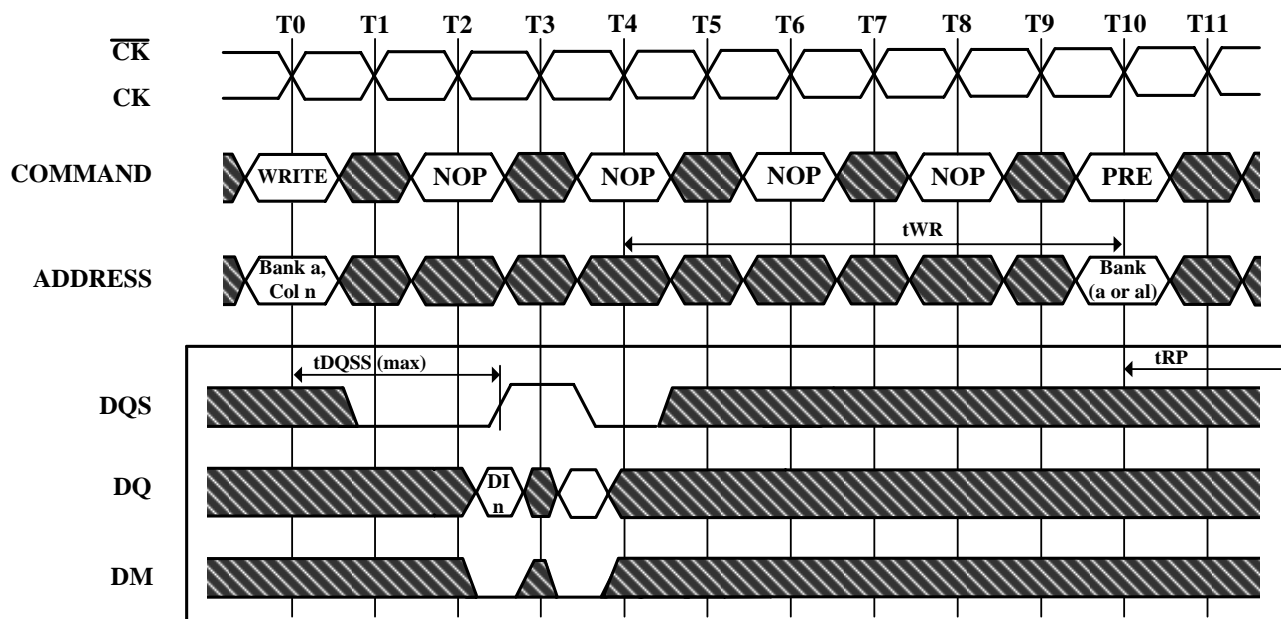 T0 T1 T2 T3 T4 T5 T6 T7 T8 T9 T10 T11
CK
CK
COMMAND WRITE NOP NOP NOP NOP PRE
tWR
ADDRESS Bank a, Col n Bank (a or al)
tDQSS (max) tRP
DQS
DQ DI n
DM